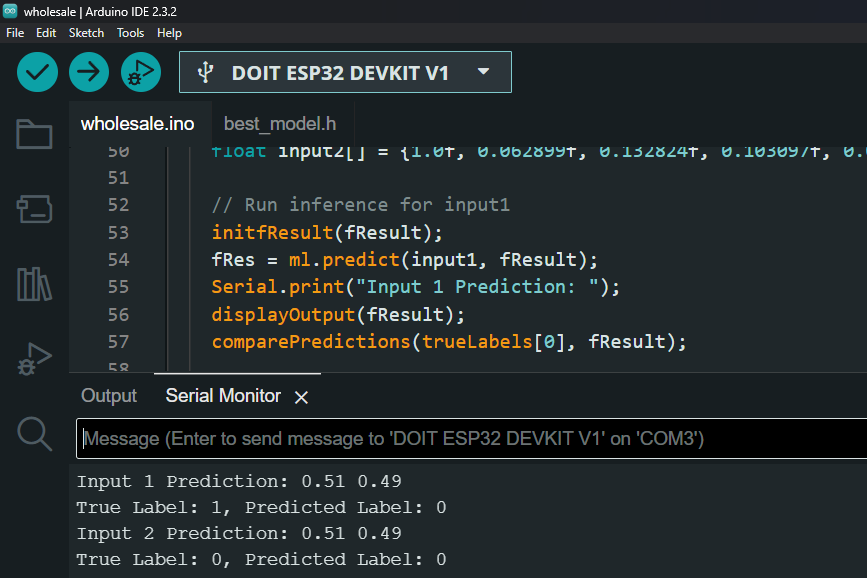 wholesale | Arduino IDE 2.3.2
File Edit Sketch Tools Help
DOIT ESP32 DEVKIT V1
wholesale.ino best_model.h
50 float input2[] = {1.0f, 0.062899f, 0.132824f, 0.103097f, 0.
51
52 // Run inference for input1
53 initfResult(fResult);
54 fRes = ml.predict(input1, fResult);
55 Serial.print("Input 1 Prediction: ");
56 displayOutput(fResult);
57 comparePredictions(trueLabels[0], fResult);
58
Output Serial Monitor
Message (Enter to send message to 'DOIT ESP32 DEVKIT V1' on 'COM3')
Input 1 Prediction: 0.51 0.49
True Label: 1, Predicted Label: 0
Input 2 Prediction: 0.51 0.49
True Label: 0, Predicted Label: 0